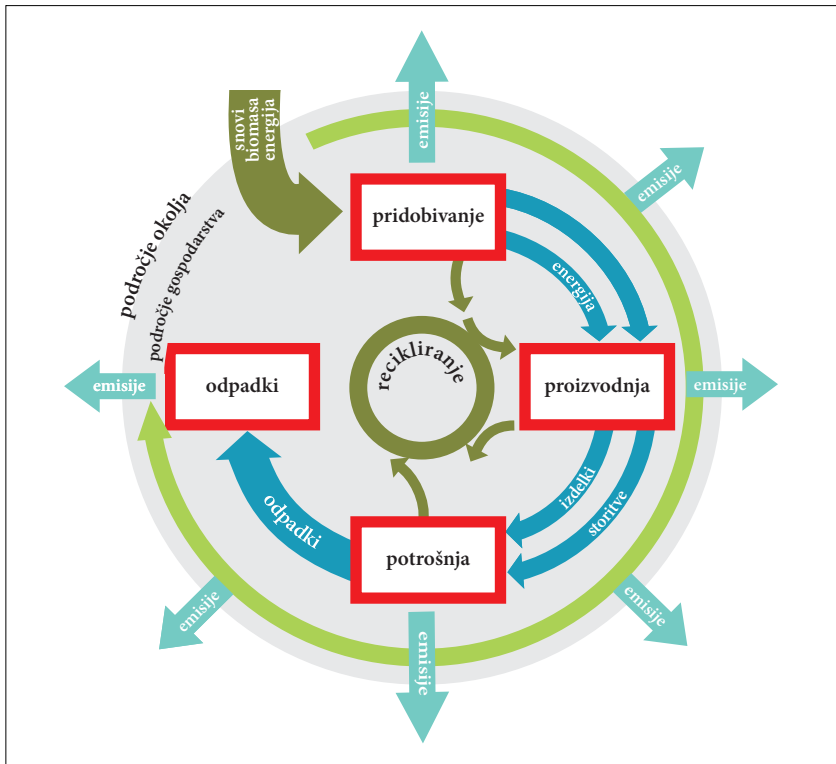 emisije
snovi
biomasa
energija
emisije
pridobivanje
področje okolja
področje gospodarstva
energija
recikliranje
emisije
odpadki
proizvodnja
emisije
odpadki
izdelki
storitve
potrošnja
emisije
emisije
emisije